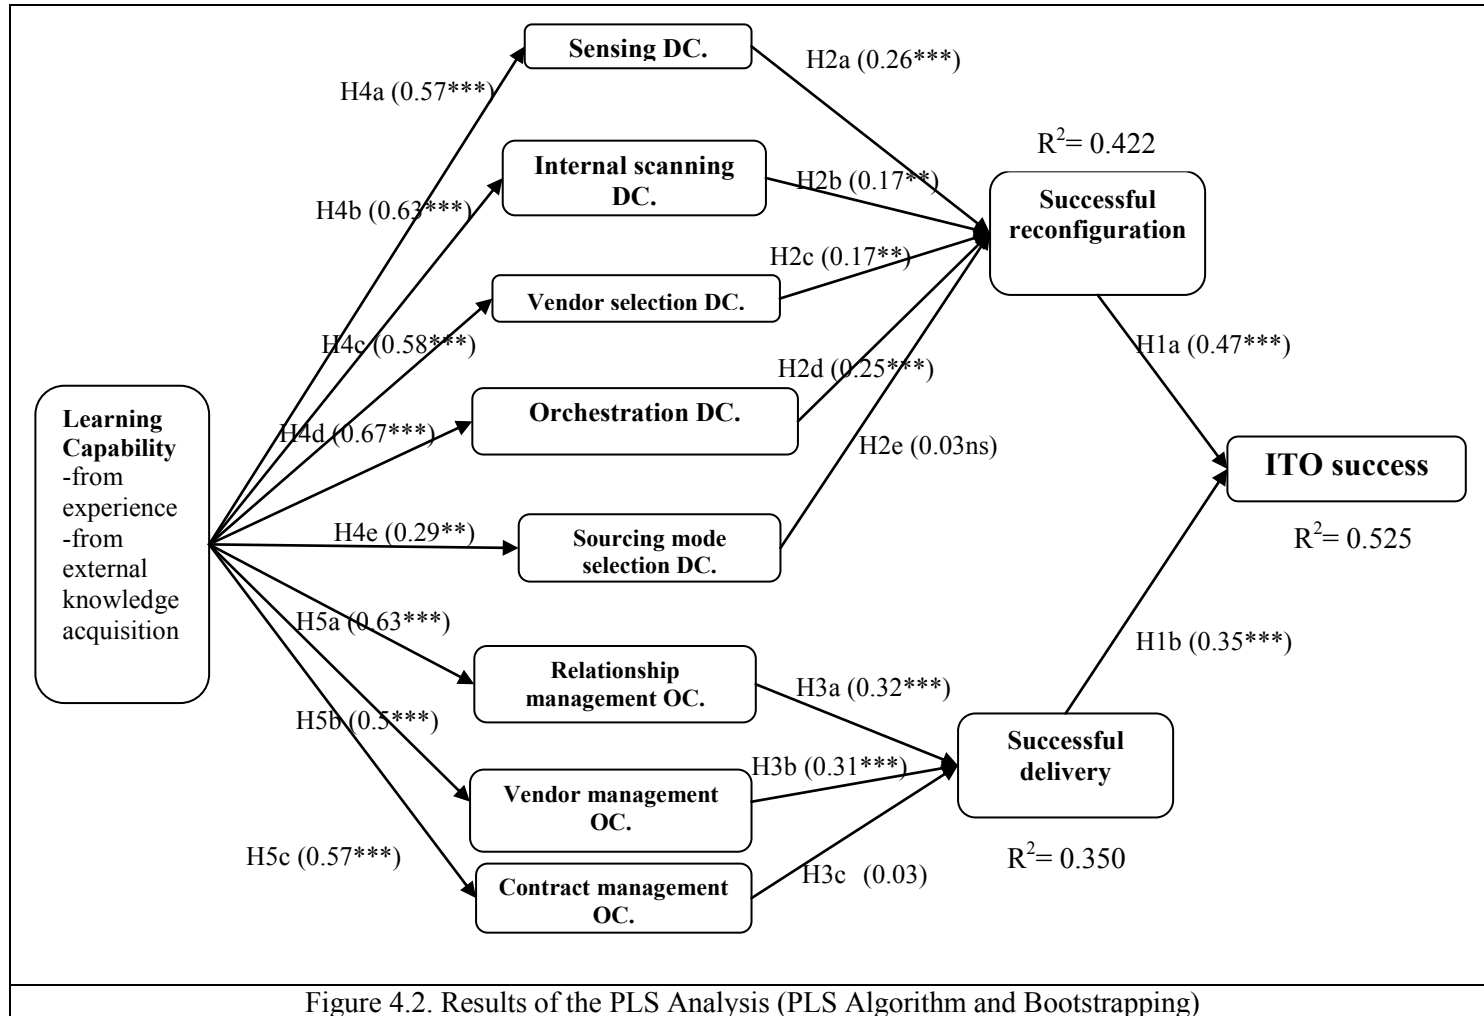 Sensing DC.
H2a (0.26***)
H4a (0.57***)
R²= 0.422
Internal scanning
DC.
H2b (0.17**)
H4b (0.63***)
Successful
reconfiguration
H2c (0.17**)
Vendor selection DC.
H4c (0.58***)
H1a (0.47***)
H2d (0.25***)
Learning
Capability
-from
experience
-from
external
knowledge
acquisition
Orchestration DC.
H4d (0.67***)
H2e (0.03ns)
ITO success
R²= 0.525
H4e (0.29**)
Sourcing mode
selection DC.
H5a (0.63***)
H1b (0.35***)
Relationship
management OC.
H3a (0.32***)
H5b (0.5***)
Successful
delivery
H3b (0.31***)
Vendor management
OC.
H5c (0.57***)
R²= 0.350
H3c (0.03)
Contract management
OC.
Figure 4.2. Results of the PLS Analysis (PLS Algorithm and Bootstrapping)